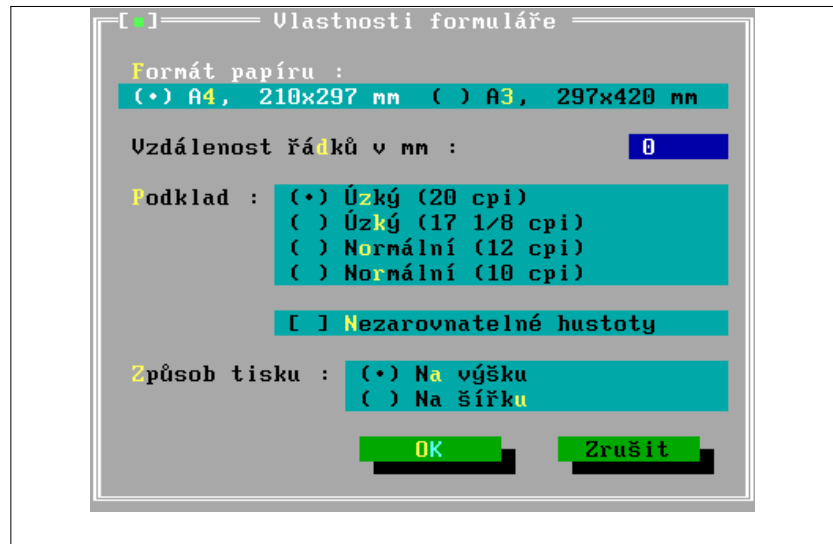 [▪] Vlastnosti formuláře
Formát papíru :
(•) A4, 210x297 mm ( ) A3, 297x420 mm
Vzdálenost řádků v mm : 0
Podklad : (•) Úzký (20 cpi)
( ) Úzký (17 1/8 cpi)
( ) Normální (12 cpi)
( ) Normální (10 cpi)
[ ] Nezarovnatelné hustoty
Způsob tisku : (•) Na výšku
( ) Na šířku
OK Zrušit